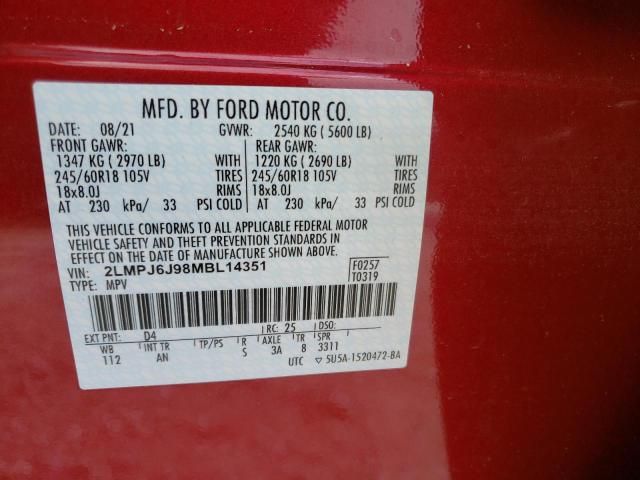 MFD. BY FORD MOTOR CO.
DATE: 08/21 GVWR: 2540 KG ( 5600 LB)
FRONT GAWR: REAR GAWR:
1347 KG ( 2970 LB) WITH 1220 KG ( 2690 LB) WITH
245/60R18 105V TIRES 245/60R18 105V TIRES
18x8.0J RIMS 18x8.0J RIMS
AT 230 kPa/ 33 PSI COLD AT 230 kPa/ 33 PSI COLD
THIS VEHICLE CONFORMS TO ALL APPLICABLE FEDERAL MOTOR
VEHICLE SAFETY AND THEFT PREVENTION STANDARDS IN
EFFECT ON THE DATE OF MANUFACTURE SHOWN ABOVE.
VIN: 2LMPJ6J98MBL14351 F0257
TYPE: MPV T0319
EXT PNT: D4 RC: 25 DSO:
WB INT TR TP/PS R AXLE TR SPR
112 AN S 3A 8 3311
UTC ▽ 5U5A-1520472-BA